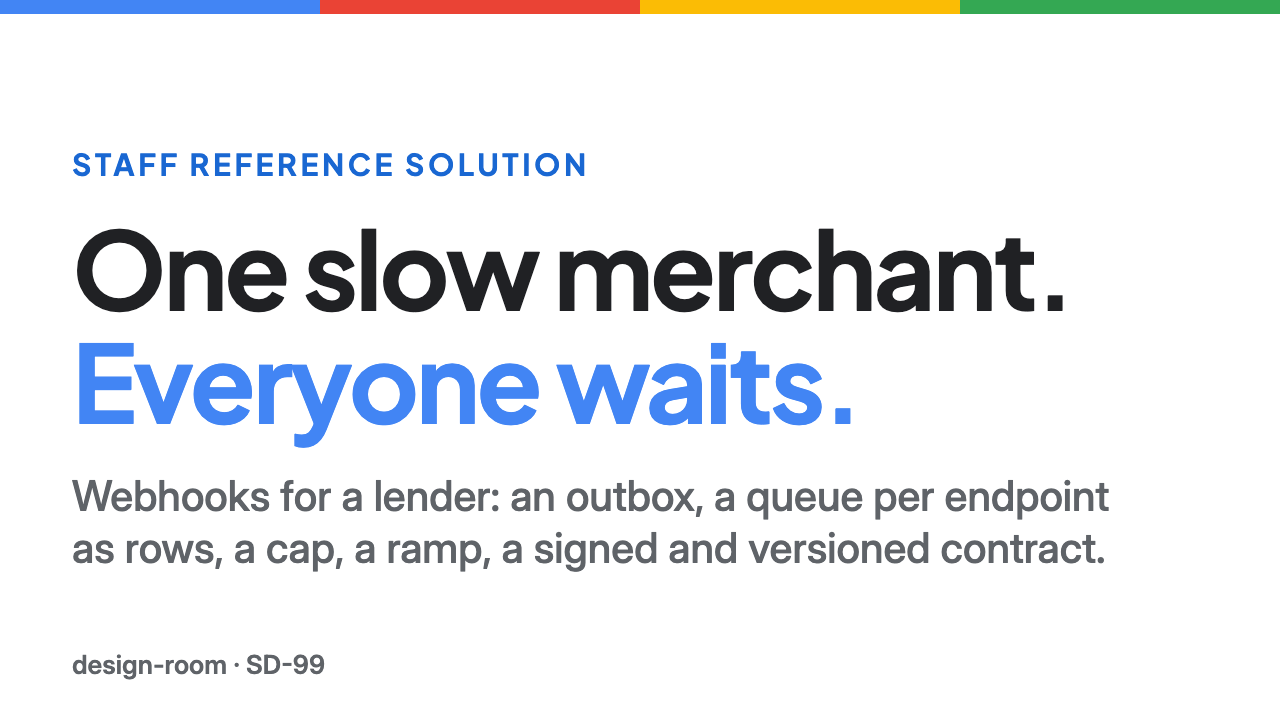 STAFF REFERENCE SOLUTION
One slow merchant.
Everyone waits.
Webhooks for a lender: an outbox, a queue per endpoint
as rows, a cap, a ramp, a signed and versioned contract.
design-room · SD-99